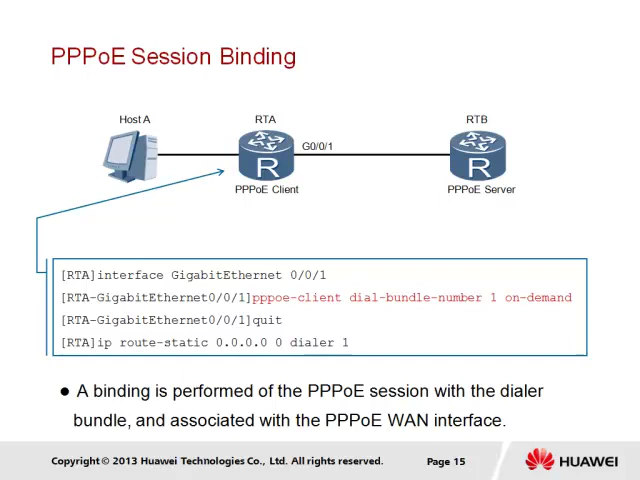 PPPoE Session Binding
Host A
RTA
RTB
G0/0/1
R
R
PPPoE Client
PPPoE Server
[RTA]interface GigabitEthernet 0/0/1
[RTA-GigabitEthernet0/0/1]pppoe-client dial-bundle-number 1 on-demand
[RTA-GigabitEthernet0/0/1]quit
[RTA]ip route-static 0.0.0.0 0 dialer 1
● A binding is performed of the PPPoE session with the dialer
bundle, and associated with the PPPoE WAN interface.
Copyright © 2013 Huawei Technologies Co., Ltd. All rights reserved.
Page 15
HUAWEI